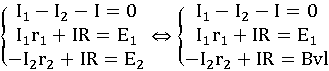 I₁ − I₂ − I = 0 ⇔ I₁ − I₂ − I = 0
I₁r₁ + IR = E₁ ⇔ I₁r₁ + IR = E₁
−I₂r₂ + IR = E₂ ⇔ −I₂r₂ + IR = Bvl